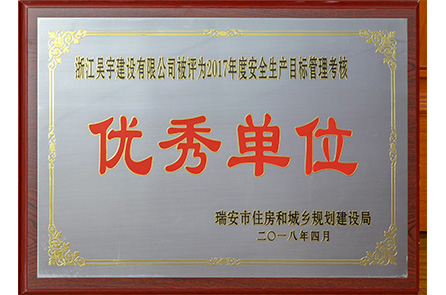 浙江昊宇建设有限公司被评为2017年度安全生产目标管理考核
优秀单位
瑞安市住房和城乡规划建设局
二〇一八年四月